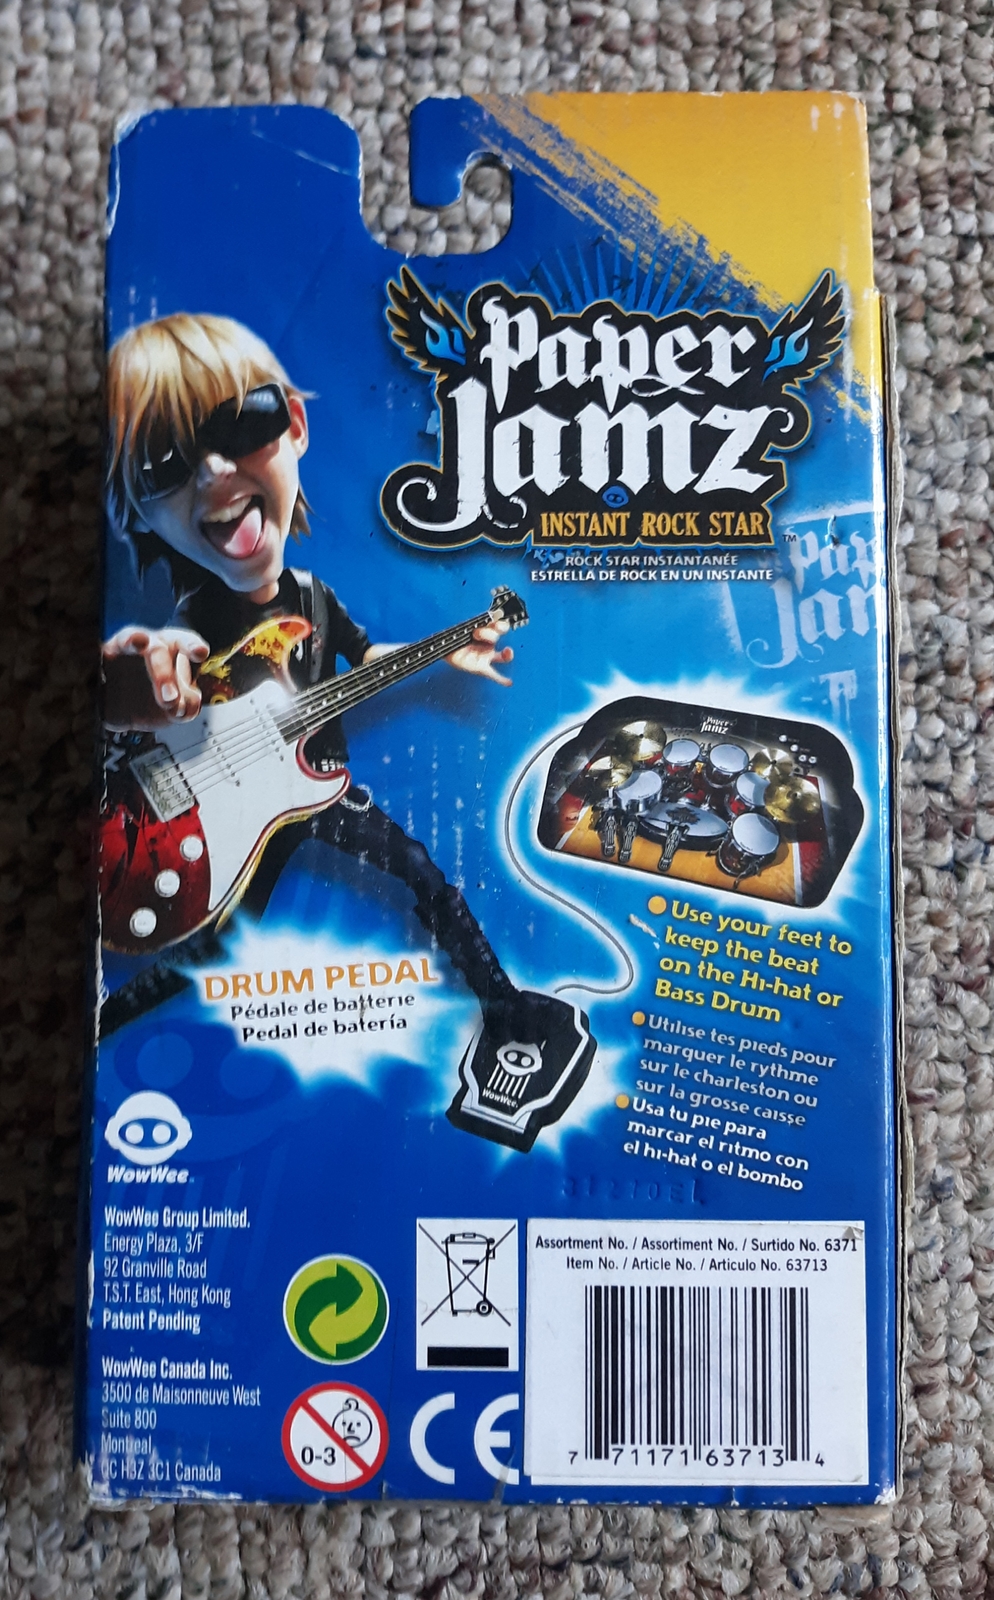 Paper
Jamz
INSTANT ROCK STAR
TM
ROCK STAR INSTANTANÉE
ESTRELLA DE ROCK EN UN INSTANTE
Paper
Jamz
DRUM PEDAL
Pédale de batterie
Pedal de batería
Use your feet to
keep the beat
on the Hi-hat or
Bass Drum
Utilise tes pieds pour
marquer le rythme
sur le charleston ou
sur la grosse caisse
Usa tu pie para
marcar el ritmo con
el hi-hat o el bombo
WowWee.
WowWee
WowWee Group Limited.
Energy Plaza, 3/F
92 Granville Road
T.S.T. East, Hong Kong
Patent Pending
WowWee Canada Inc.
3500 de Maisonneuve West
Suite 800
Montreal,
QC H3Z 3C1 Canada
0-3
CE
Assortment No. / Assortiment No. / Surtido No. 6371
Item No. / Article No. / Articulo No. 63713
7 71171 63713 4